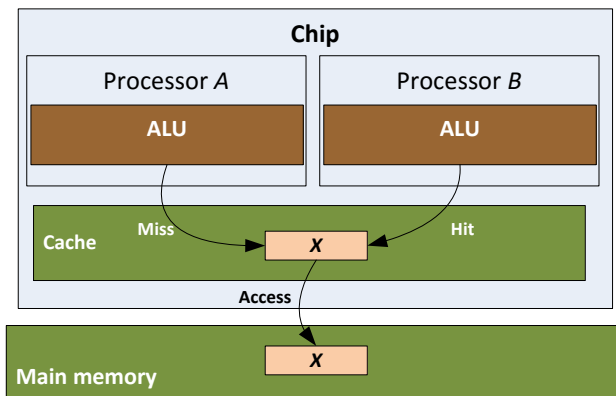 Chip
Processor A
Processor B
ALU
ALU
Miss
Hit
Cache
X
Access
X
Main memory